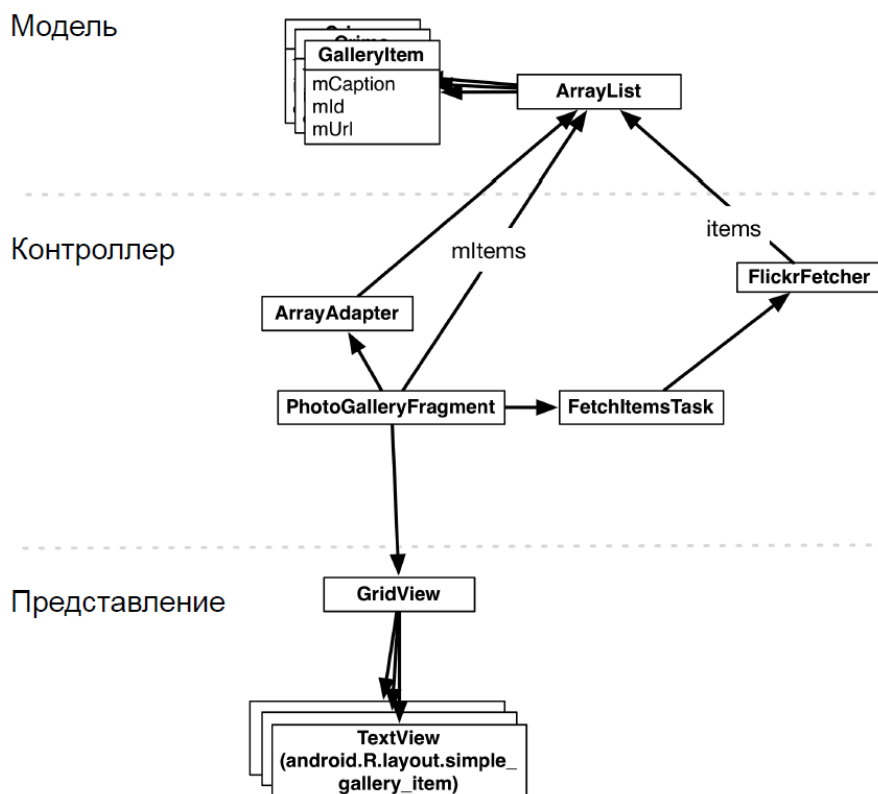 Модель
GalleryItem
mCaption
mId
mUrl
ArrayList
Контроллер
mItems
items
FlickrFetcher
ArrayAdapter
PhotoGalleryFragment
FetchItemsTask
Представление
GridView
TextView
(android.R.layout.simple_
gallery_item)